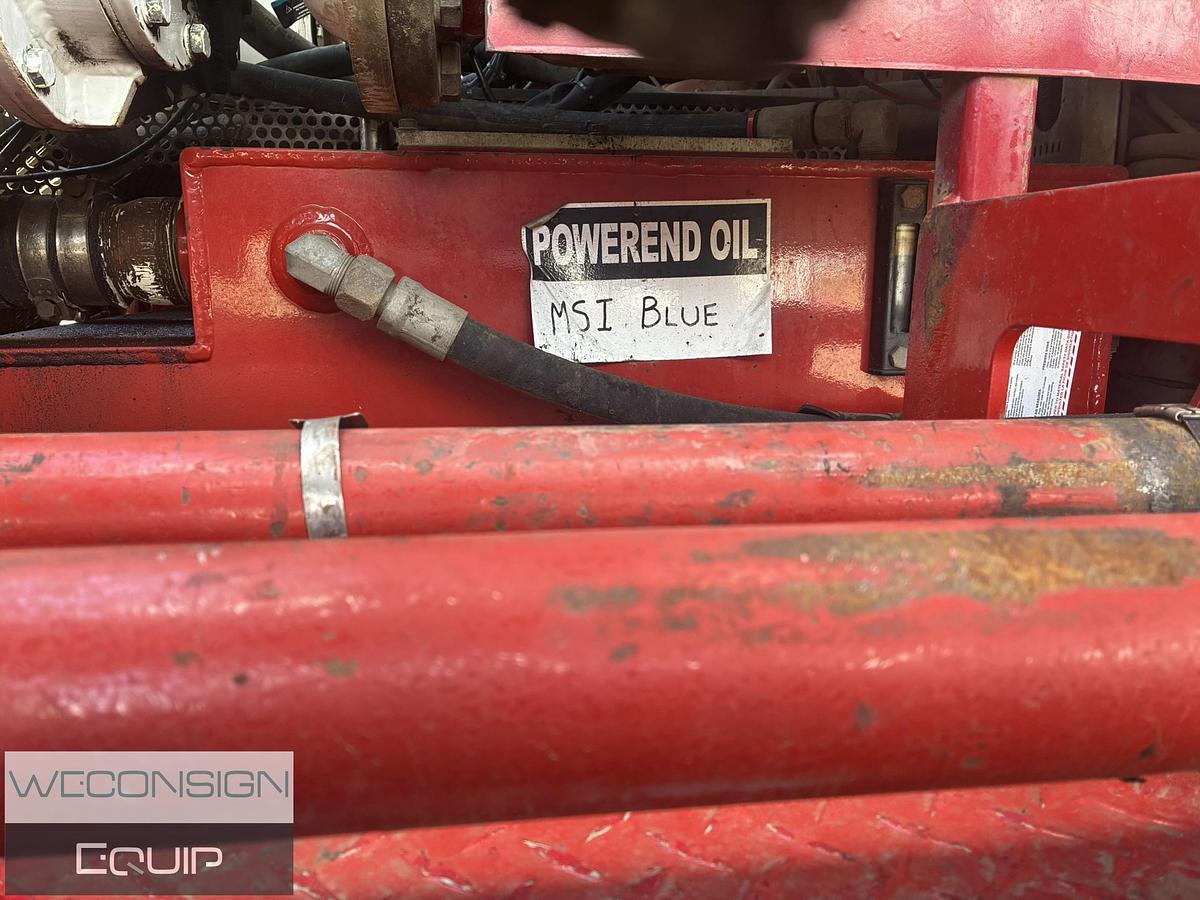 POWEREND OIL
MSI BLUE
WECONSIGN
EQUIP